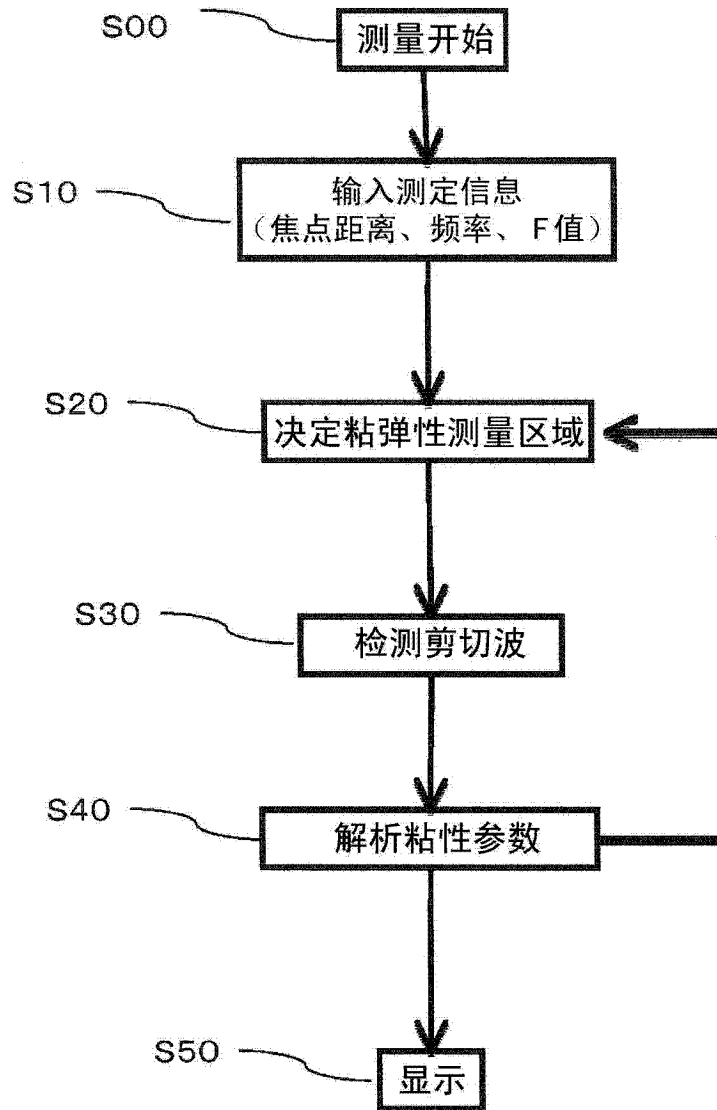 S00
测量开始
S10
输入测定信息
（焦点距离、频率、F值）
S20
决定粘弹性测量区域
S30
检测剪切波
S40
解析粘性参数
S50
显示